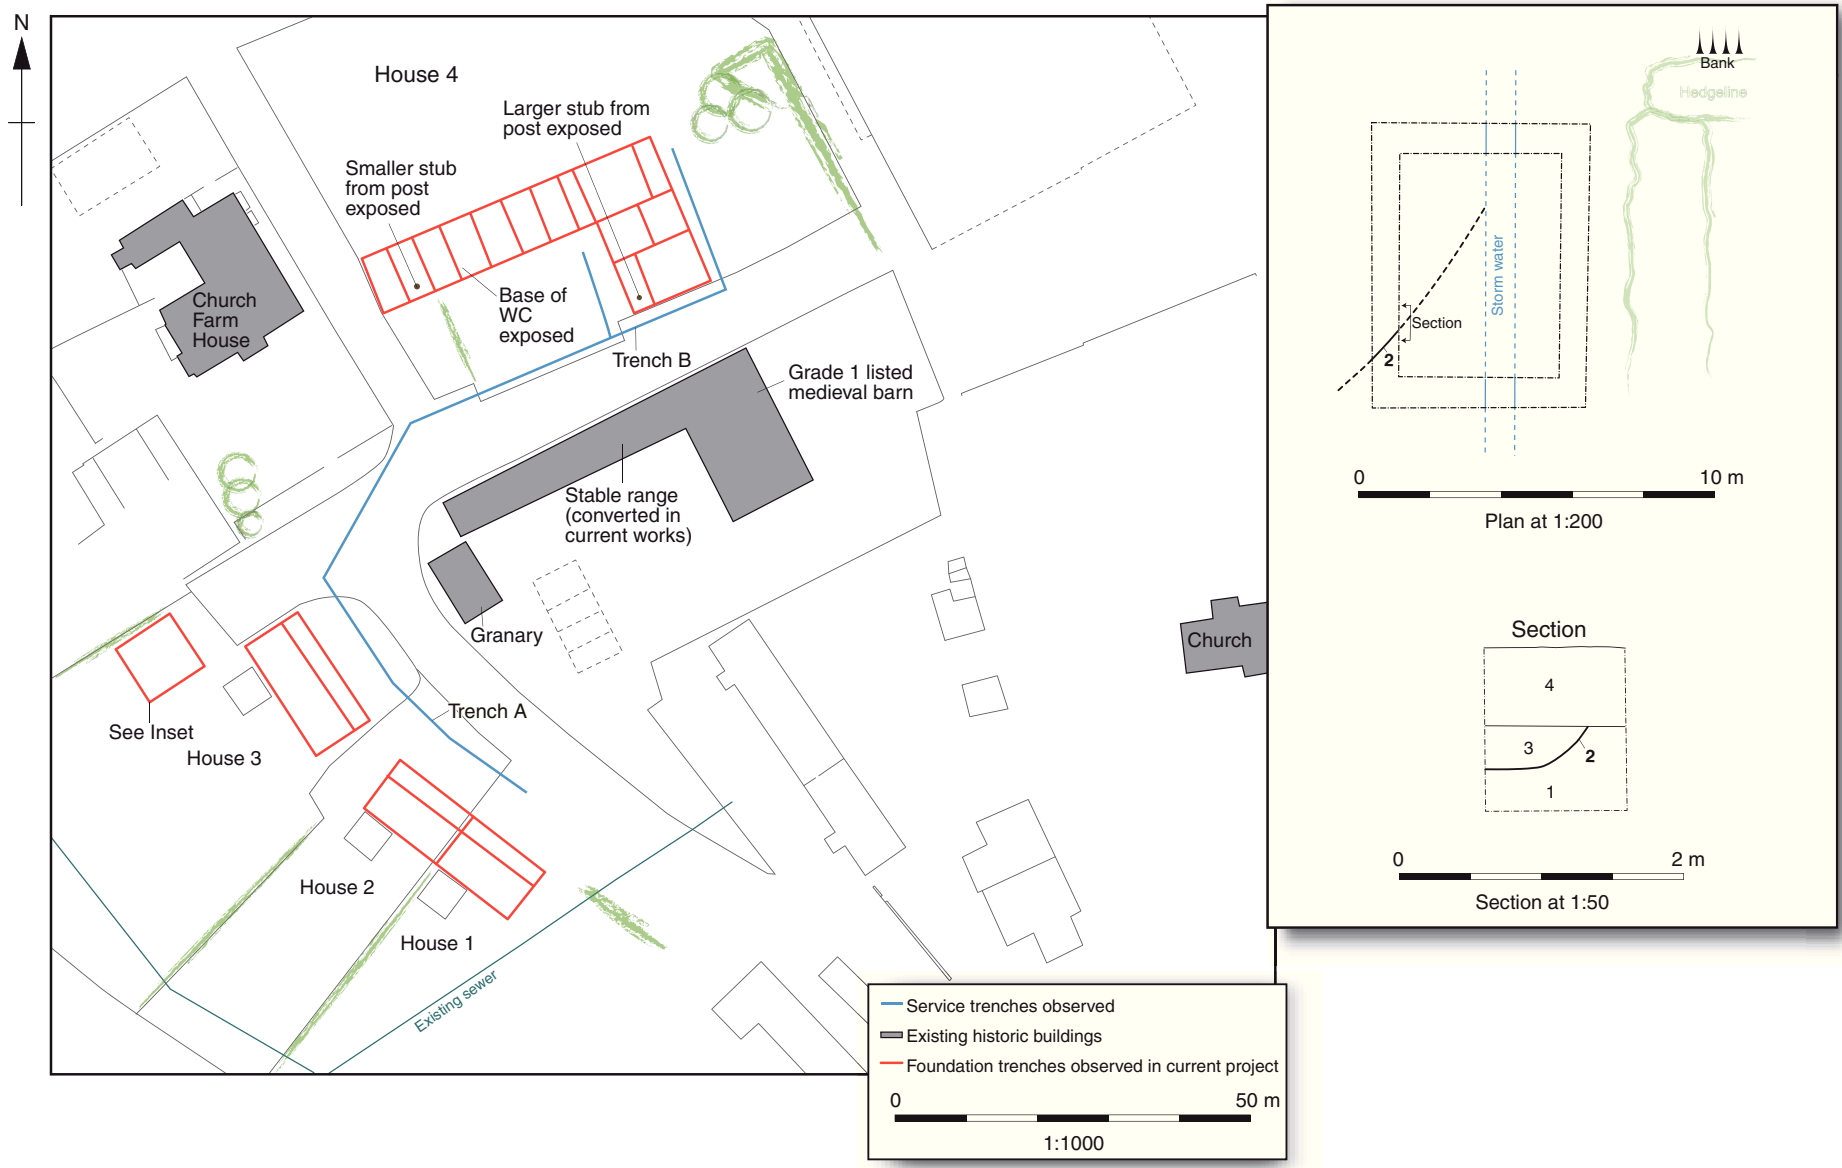 N
House 4
Larger stub from
post exposed
Smaller stub
from post
exposed
Church
Farm
House
Base of
WC
exposed
Trench B
Grade 1 listed
medieval barn
Stable range
(converted in
current works)
Granary
Church
See Inset
House 3
Trench A
House 2
House 1
Existing sewer
Service trenches observed
Existing historic buildings
Foundation trenches observed in current project
0 50 m
1:1000
Bank
Hedgeline
Storm water
Section
2
0 10 m
Plan at 1:200
Section
4
3
2
1
0 2 m
Section at 1:50